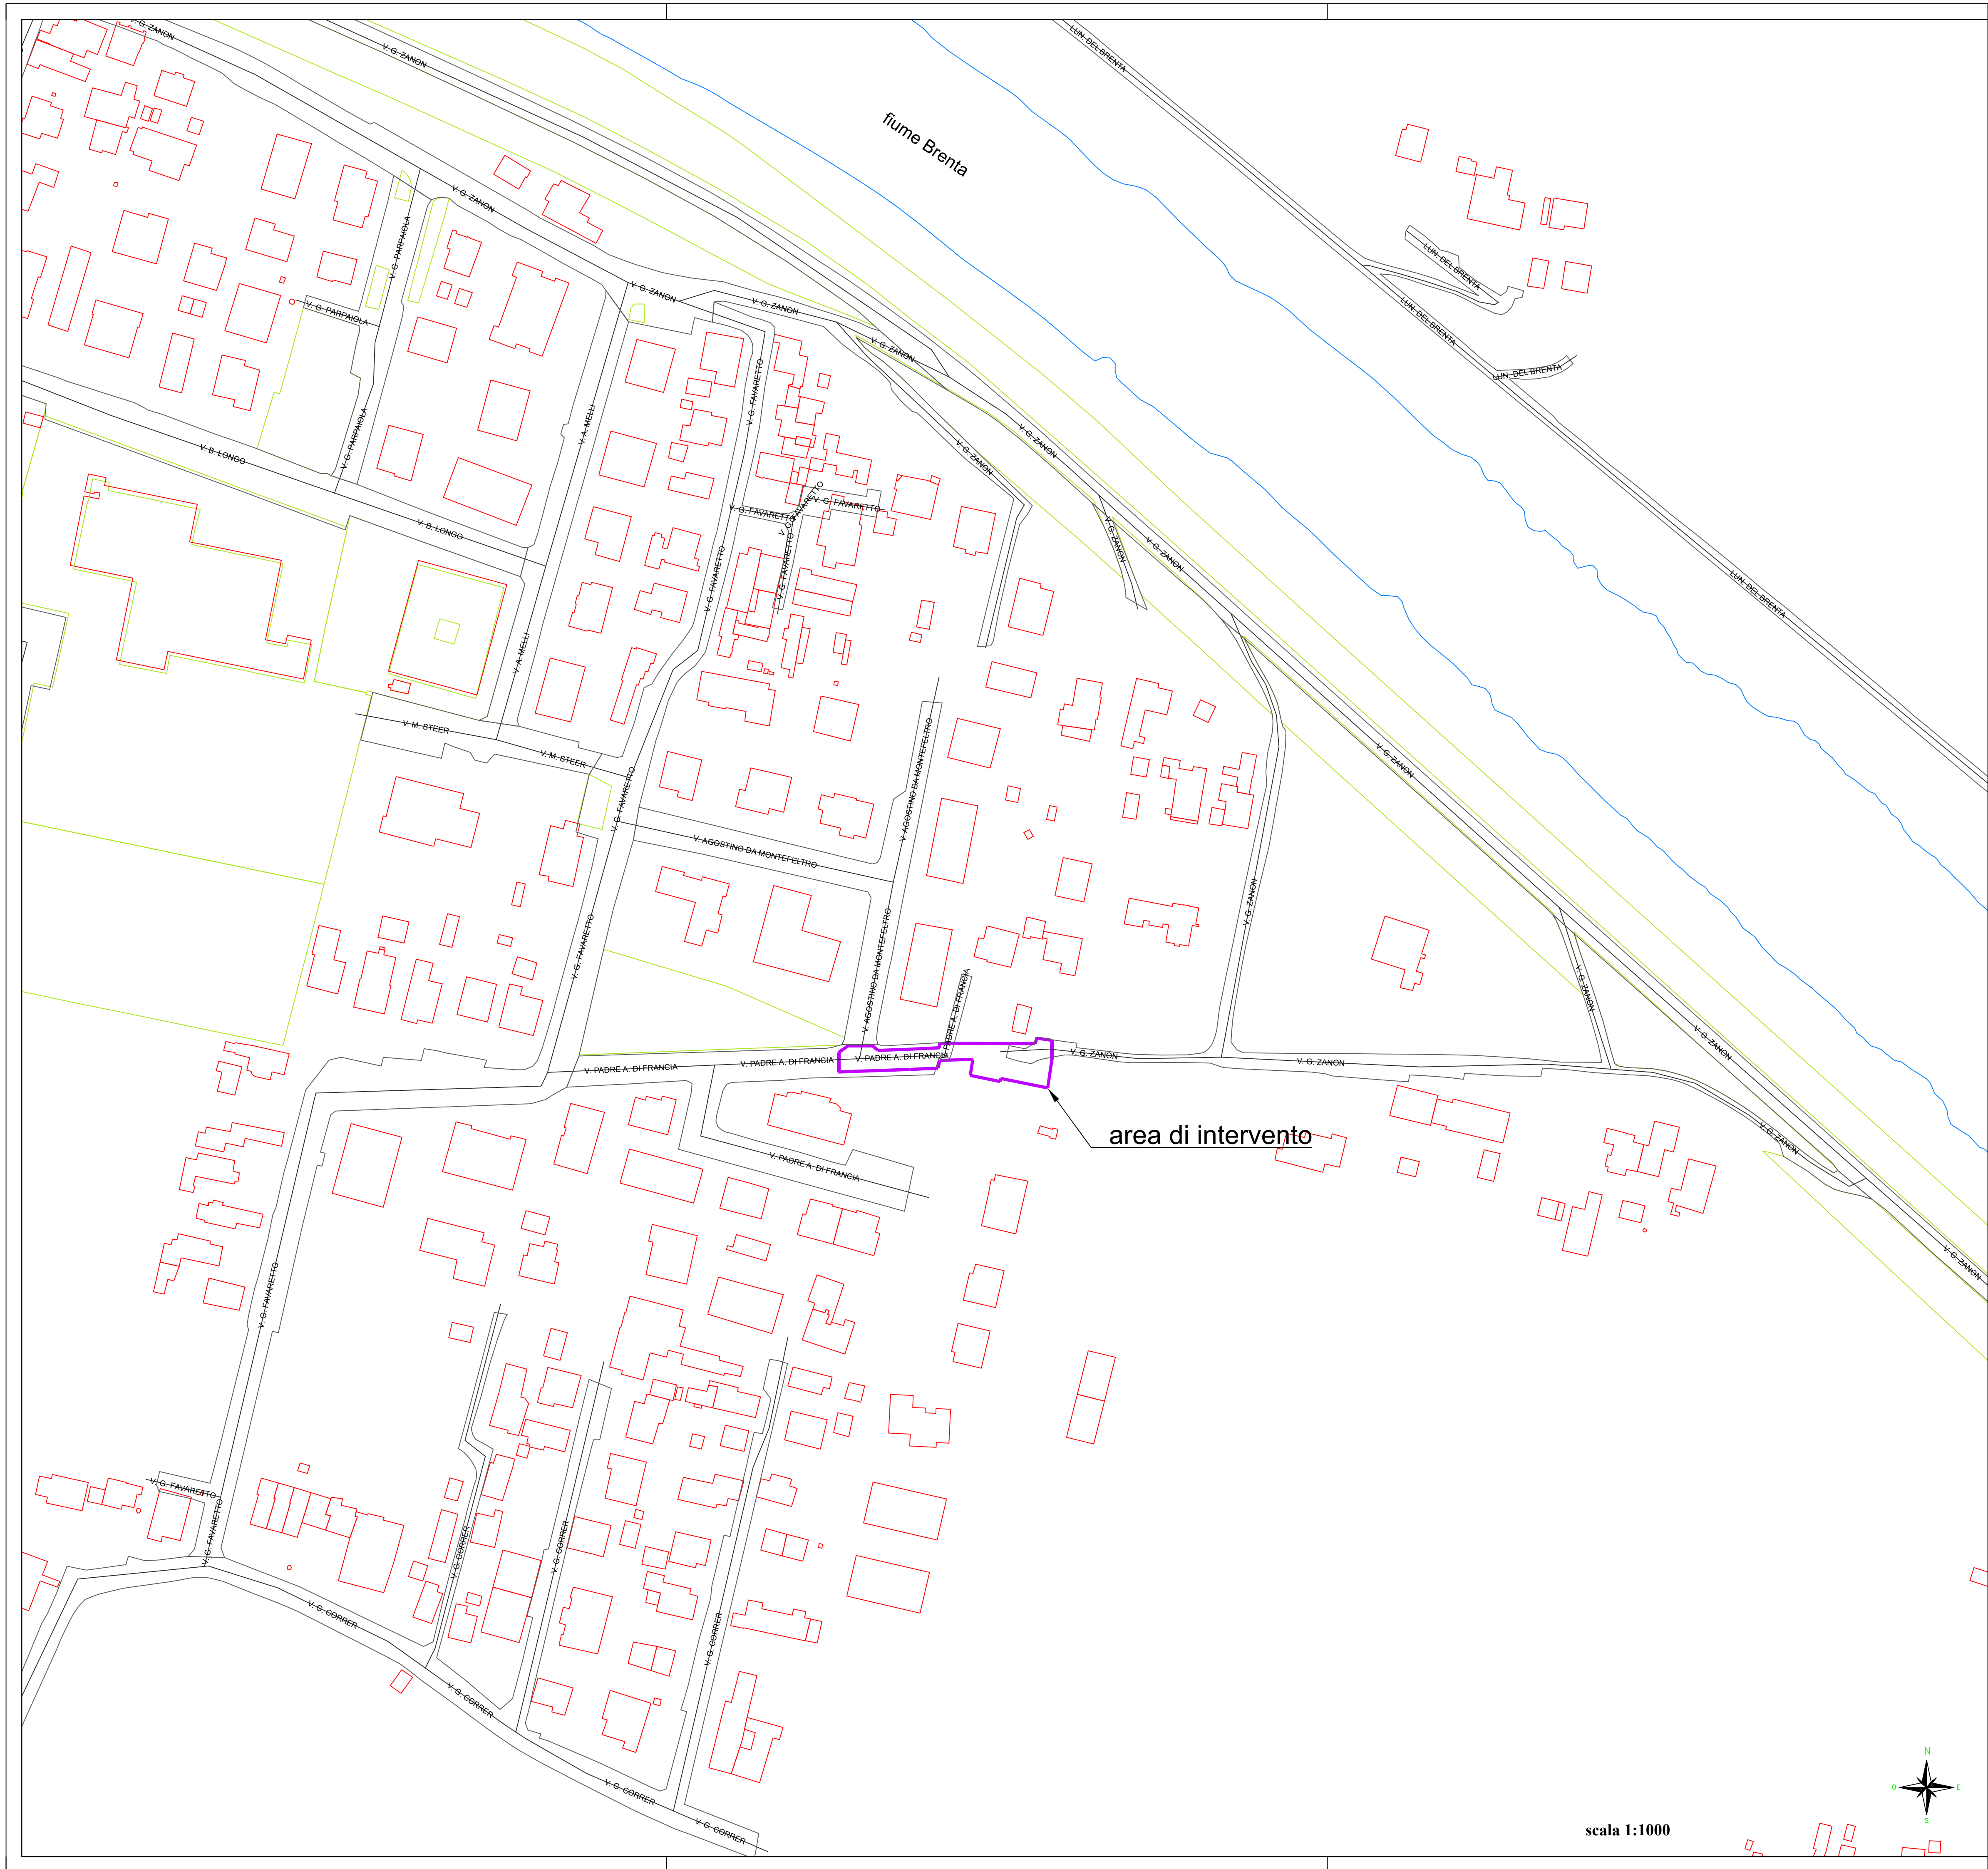 V. G. ZANON
V. G. ZANON
LUN. DEL BRENTA
fiume Brenta
V. G. ZANON
V. G. PARPAIOLA
LUN. DEL BRENTA
V. G. ZANON
V. G. ZANON
LUN. DEL BRENTA
V. G. PARPAIOLA
V. G. ZANON
LUN. DEL BRENTA
V. G. FAVARETTO
V. A. MELLI
V. G. PARPAIOLA
V. G. ZANON
V. G. ZANON
V. B. LONGO
V. G. FAVARETTO
V. G. FAVARETTO
V. G. FAVARETTO
V. B. LONGO
V. G. ZANON
V. G. ZANON
V. G. FAVARETTO
V. G. FAVARETTO
LUN. DEL BRENTA
V. A. MELLI
V. M. STEER
V. M. STEER
V. G. ZANON
V. AGOSTINO DA MONTEFELTRO
V. G. FAVARETTO
V. AGOSTINO DA MONTEFELTRO
V. G. ZANON
V. G. FAVARETTO
V. AGOSTINO DA MONTEFELTRO
V. G. ZANON
V. PADRE A. DI FRANCIA
V. G. ZANON
V. PADRE A. DI FRANCIA
V. PADRE A. DI FRANCIA
V. PADRE A. DI FRANCIA
V. G. ZANON
V. G. ZANON
area di intervento
V. G. ZANON
V. PADRE A. DI FRANCIA
V. G. ZANON
V. G. FAVARETTO
V. G. FAVARETTO
V. G. FAVARETTO
V. G. CORRER
V. G. CORRER
V. G. CORRER
V. G. CORRER
V. G. CORRER
V. G. CORRER
V. G. CORRER
N
O
E
S
scala 1:1000